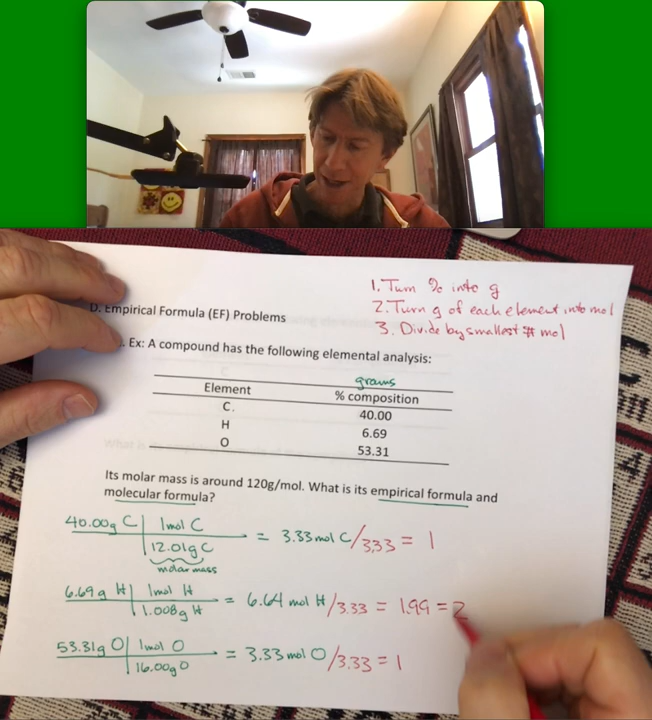 1. Turn % into g
2. Turn g of each element into mol
3. Divide by smallest # mol
D. Empirical Formula (EF) Problems
. Ex: A compound has the following elemental analysis:
grams
Element % composition
C. 40.00
H 6.69
O 53.31
Its molar mass is around 120g/mol. What is its empirical formula and
molecular formula?
40.00g C | 1mol C = 3.33 mol C/3.33 = 1
12.01g C
molar mass
6.69g H | 1mol H = 6.64 mol H/3.33 = 1.99 = 2
1.008g H
53.31g O | 1mol O = 3.33 mol O/3.33 = 1
16.00g O